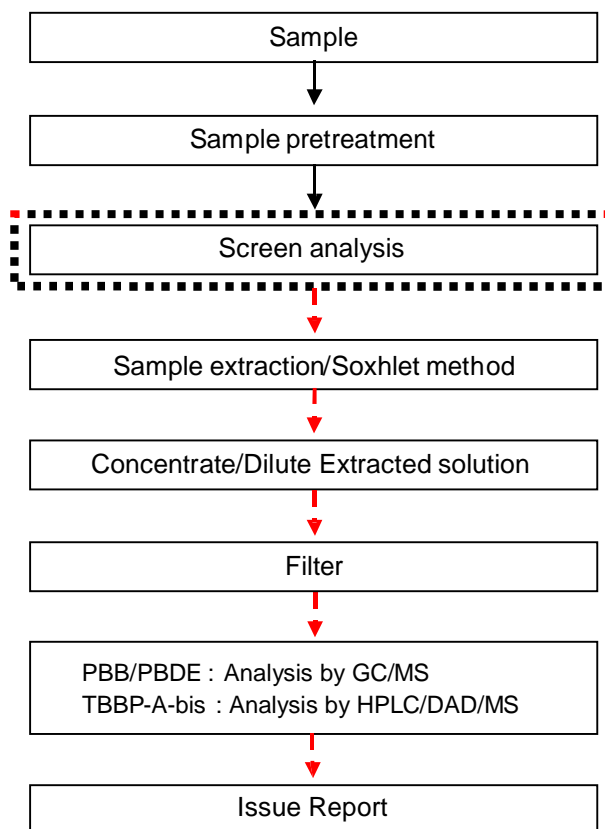 Sample
Sample pretreatment
Screen analysis
Sample extraction/Soxhlet method
Concentrate/Dilute Extracted solution
Filter
PBB/PBDE : Analysis by GC/MS
TBBP-A-bis : Analysis by HPLC/DAD/MS
Issue Report